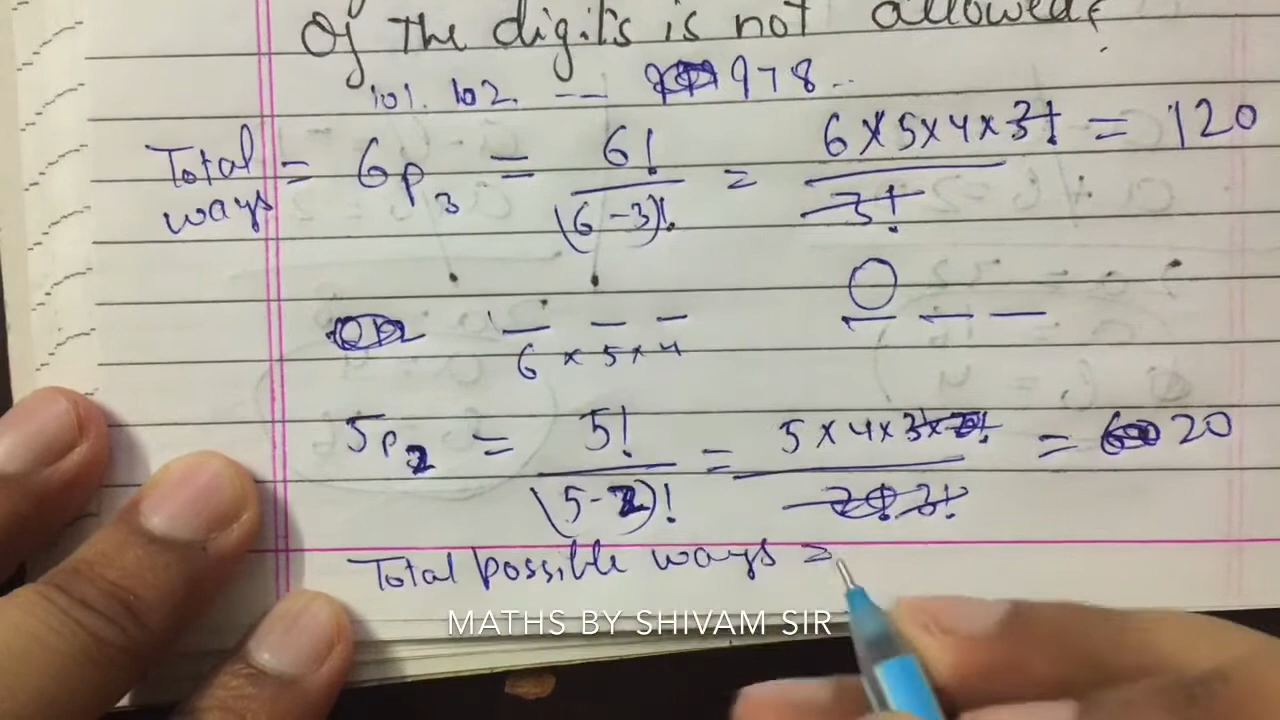 Of The digits is not allowed?
101. 102. -- 978..
Total ways = 6P3 = 6!/(6-3)! = 6×5×4×3!/3! = 120
6 × 5 × 4
0
5P2 = 5!/(5-2)! = 5×4×3!/3! = 20
Total possible ways =
MATHS BY SHIVAM SIR